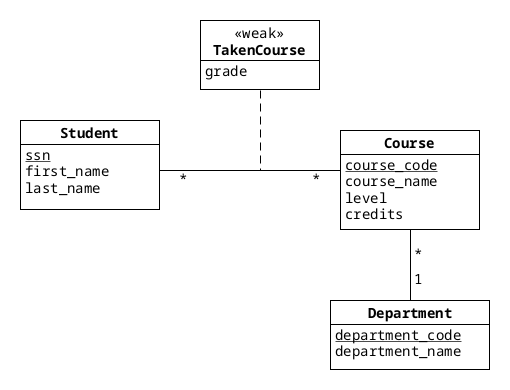 «weak»
TakenCourse
grade
Student
ssn
first_name
last_name
* *
Course
course_code
course_name
level
credits
*
1
Department
department_code
department_name